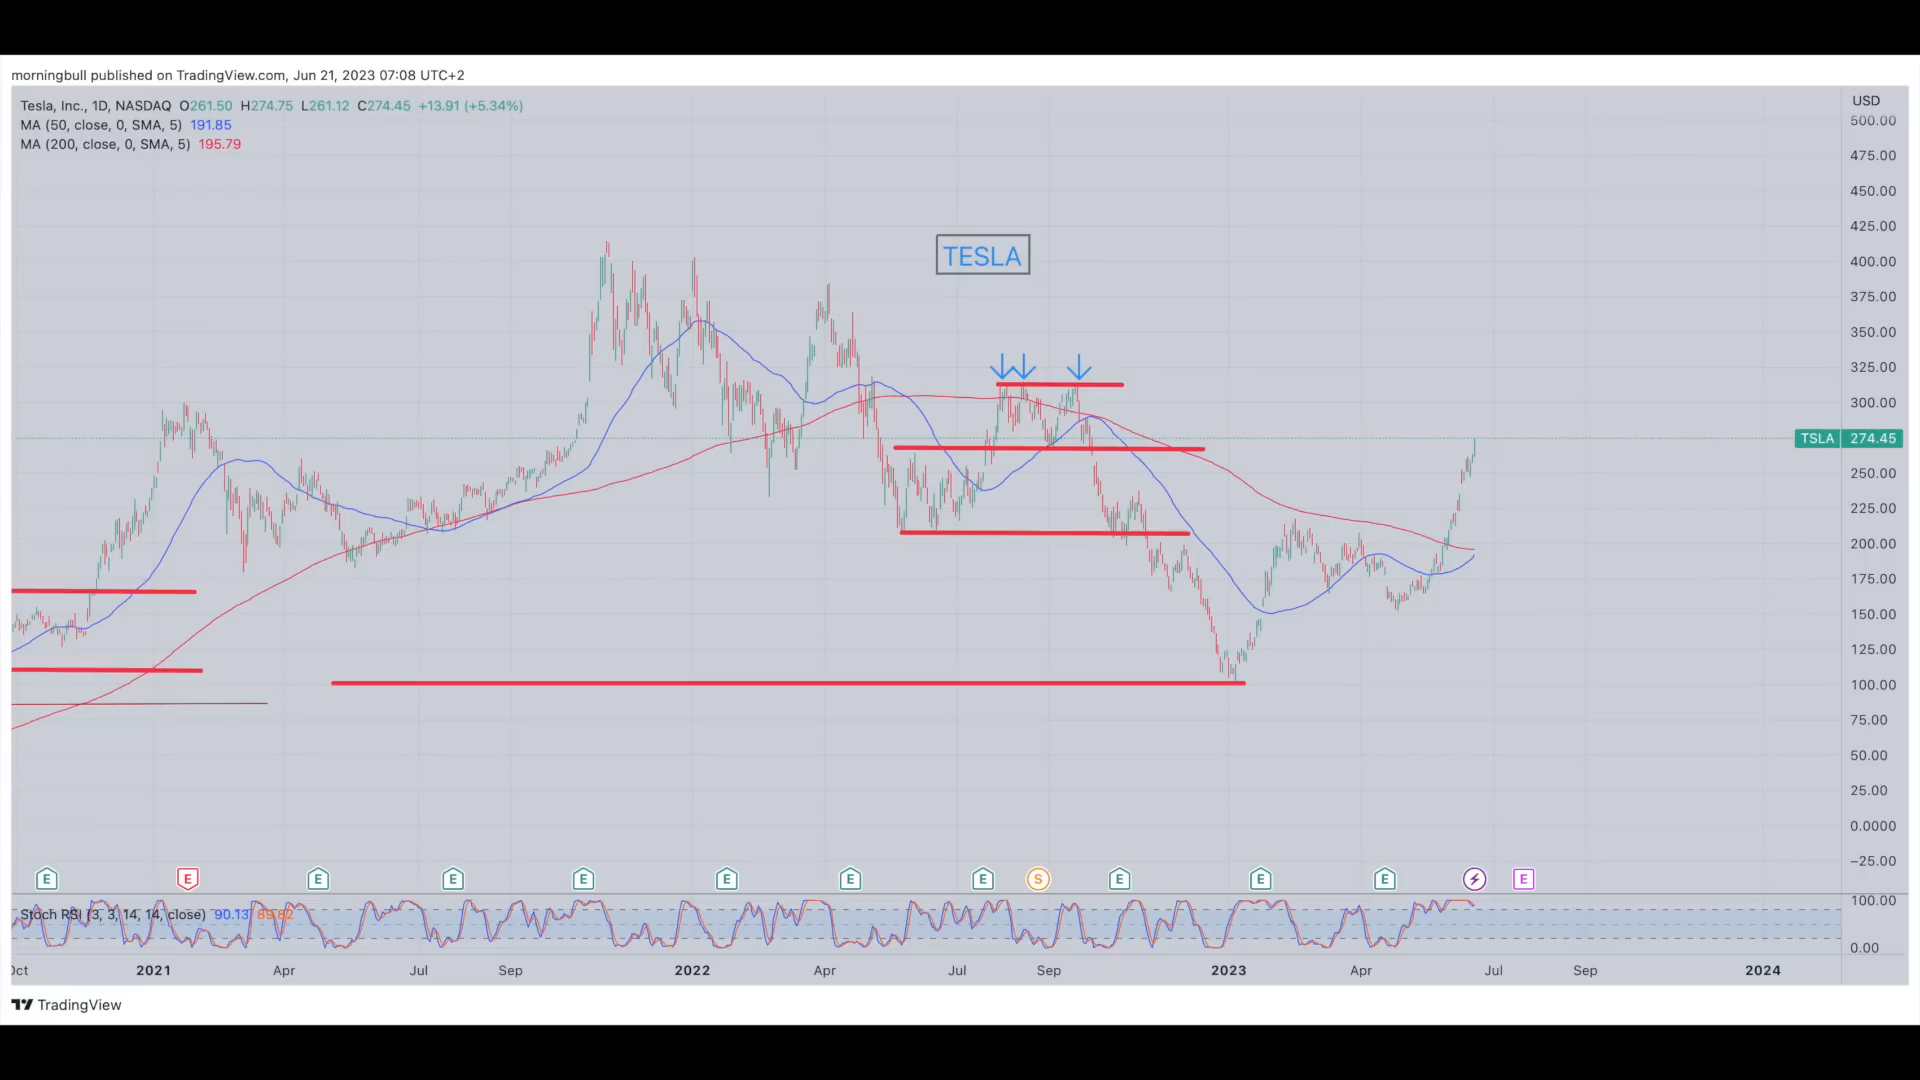 morningbull published on TradingView.com, Jun 21, 2023 07:08 UTC+2
Tesla, Inc., 1D, NASDAQ O261.50 H274.75 L261.12 C274.45 +13.91 (+5.34%)
MA (50, close, 0, SMA, 5) 191.85
MA (200, close, 0, SMA, 5) 195.79
USD
500.00
475.00
450.00
425.00
400.00
375.00
350.00
325.00
300.00
TSLA 274.45
250.00
225.00
200.00
175.00
150.00
125.00
100.00
75.00
50.00
25.00
0.0000
−25.00
TESLA
E E E E E E E E S E E E E
Stoch RSI (3, 3, 14, 14, close) 90.13 89.82
100.00
0.00
Oct 2021 Apr Jul Sep 2022 Apr Jul Sep 2023 Apr Jul Sep 2024
TradingView